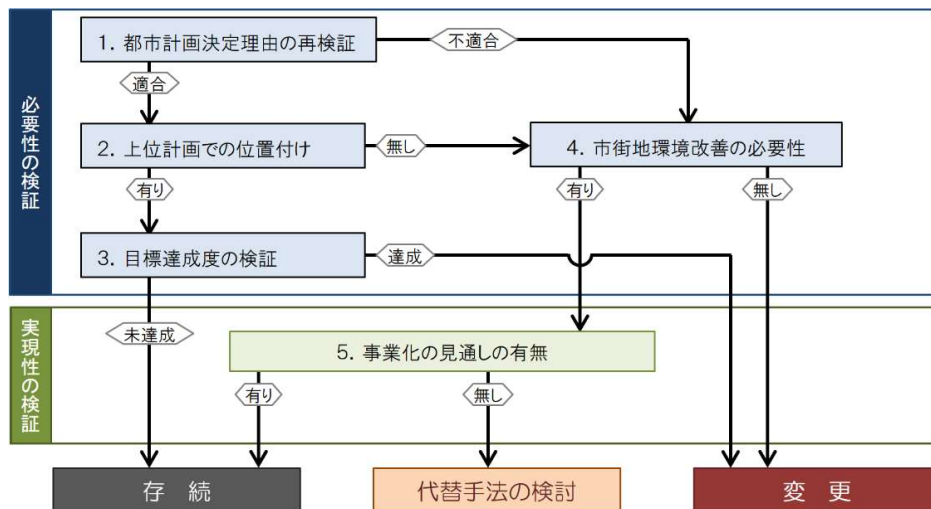 必要性の検証
1. 都市計画決定理由の再検証
不適合
適合
2. 上位計画での位置付け
無し
4. 市街地環境改善の必要性
有り
有り
無し
3. 目標達成度の検証
達成
実現性の検証
未達成
5. 事業化の見通しの有無
有り
無し
存 続
代替手法の検討
変 更